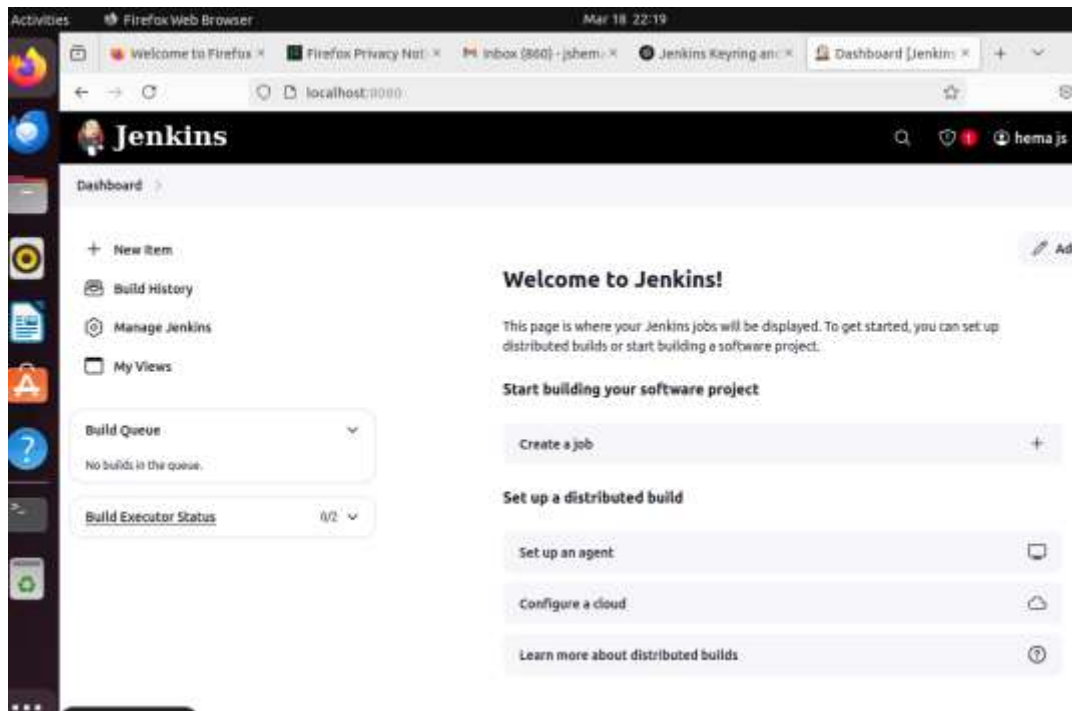 Activities Firefox Web Browser Mar 18 22:19
Welcome to Firefox Firefox Privacy Not Inbox (860) - jshem Jenkins Keyring and Dashboard [Jenkins
localhost:8080
Jenkins 1 hema js
Dashboard
New Item
Build History
Manage Jenkins
My Views
Build Queue
No builds in the queue.
Build Executor Status 0/2
Ad
Welcome to Jenkins!
This page is where your Jenkins jobs will be displayed. To get started, you can set up
distributed builds or start building a software project.
Start building your software project
Create a job
Set up a distributed build
Set up an agent
Configure a cloud
Learn more about distributed builds